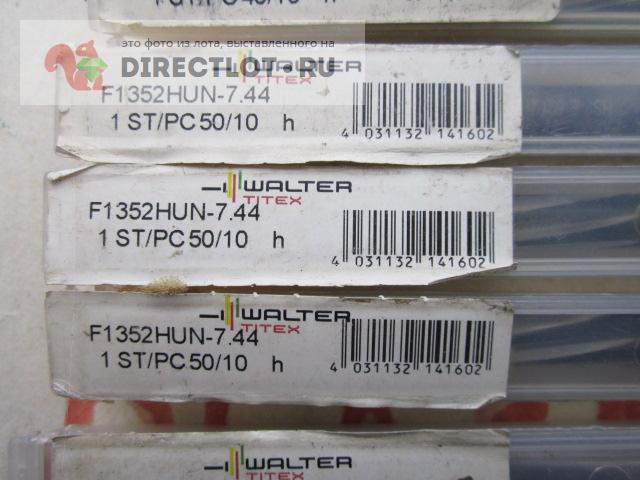 это фото из лота, выставленного на
DIRECTLOT.RU
WALTER
TITEX
F1352HUN-7.44
1 ST/PC 50/10 h
4 031132 141602
WALTER
TITEX
F1352HUN-7.44
1 ST/PC 50/10 h
4 031132 141602
WALTER
TITEX
F1352HUN-7.44
1 ST/PC 50/10 h
4 031132 141602
WALTER
TITEX